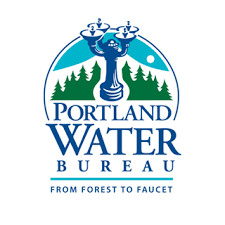 PORTLAND
WATER
BUREAU
FROM FOREST TO FAUCET